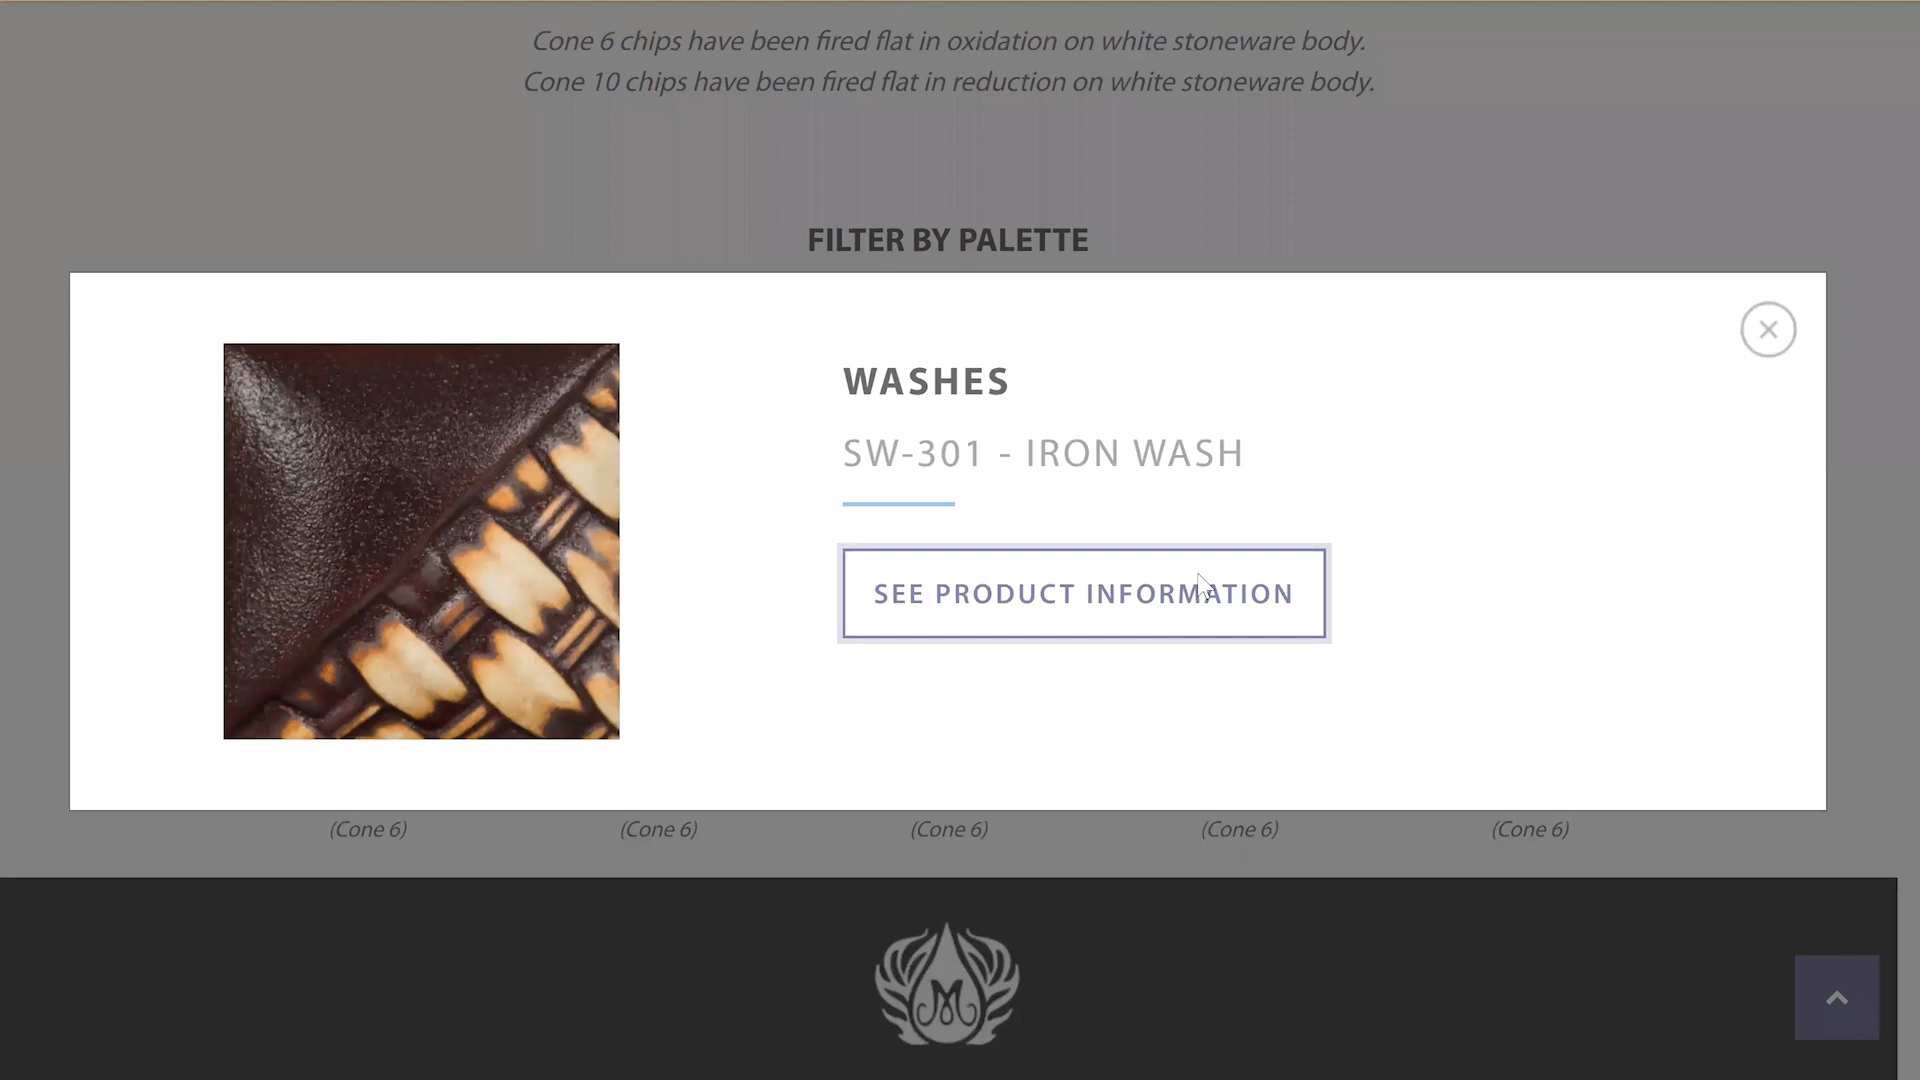 Cone 6 chips have been fired flat in oxidation on white stoneware body.
Cone 10 chips have been fired flat in reduction on white stoneware body.
FILTER BY PALETTE
WASHES
SW-301 - IRON WASH
SEE PRODUCT INFORMATION
(Cone 6) (Cone 6) (Cone 6) (Cone 6) (Cone 6)